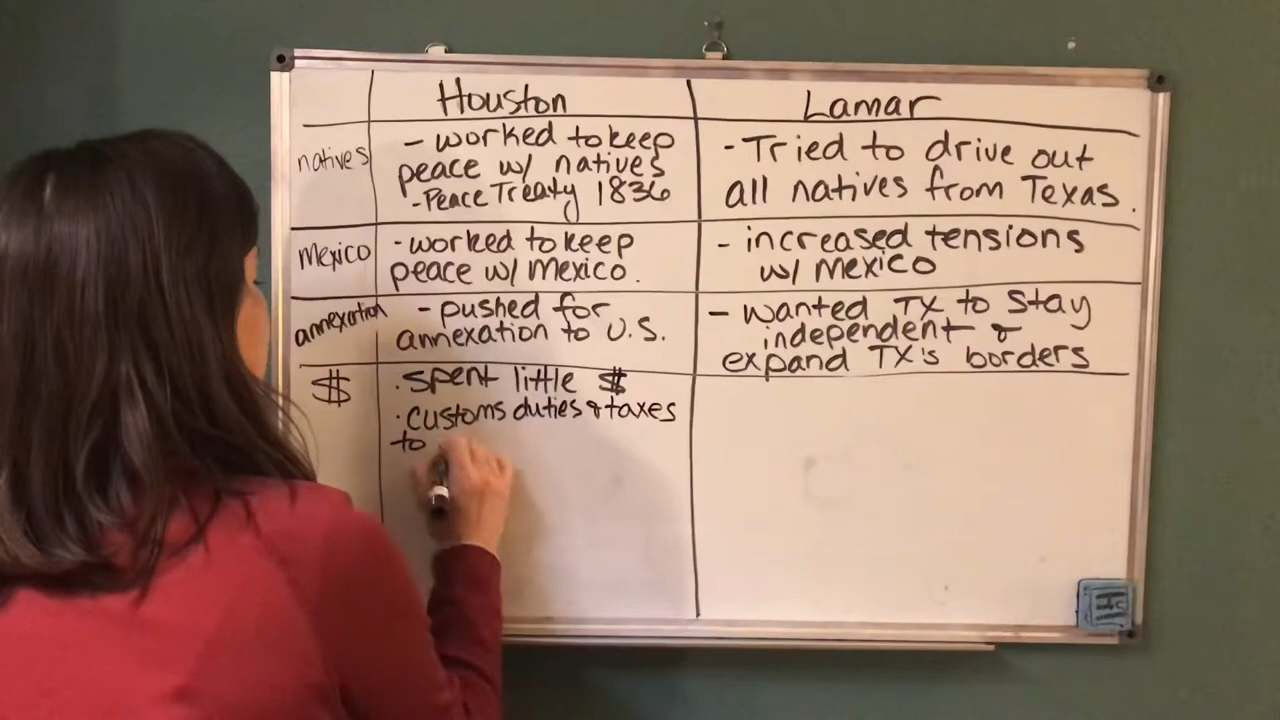 Houston
Lamar
natives
- worked to keep
peace w/ natives
- Peace Treaty 1836
- Tried to drive out
all natives from Texas.
Mexico
- worked to keep
peace w/ mexico.
- increased tensions
w/ mexico
annexation
- pushed for
annexation to U.S.
- wanted TX to stay
independent &
expand TX's borders
$
· spent little $
· customs duties & taxes
to